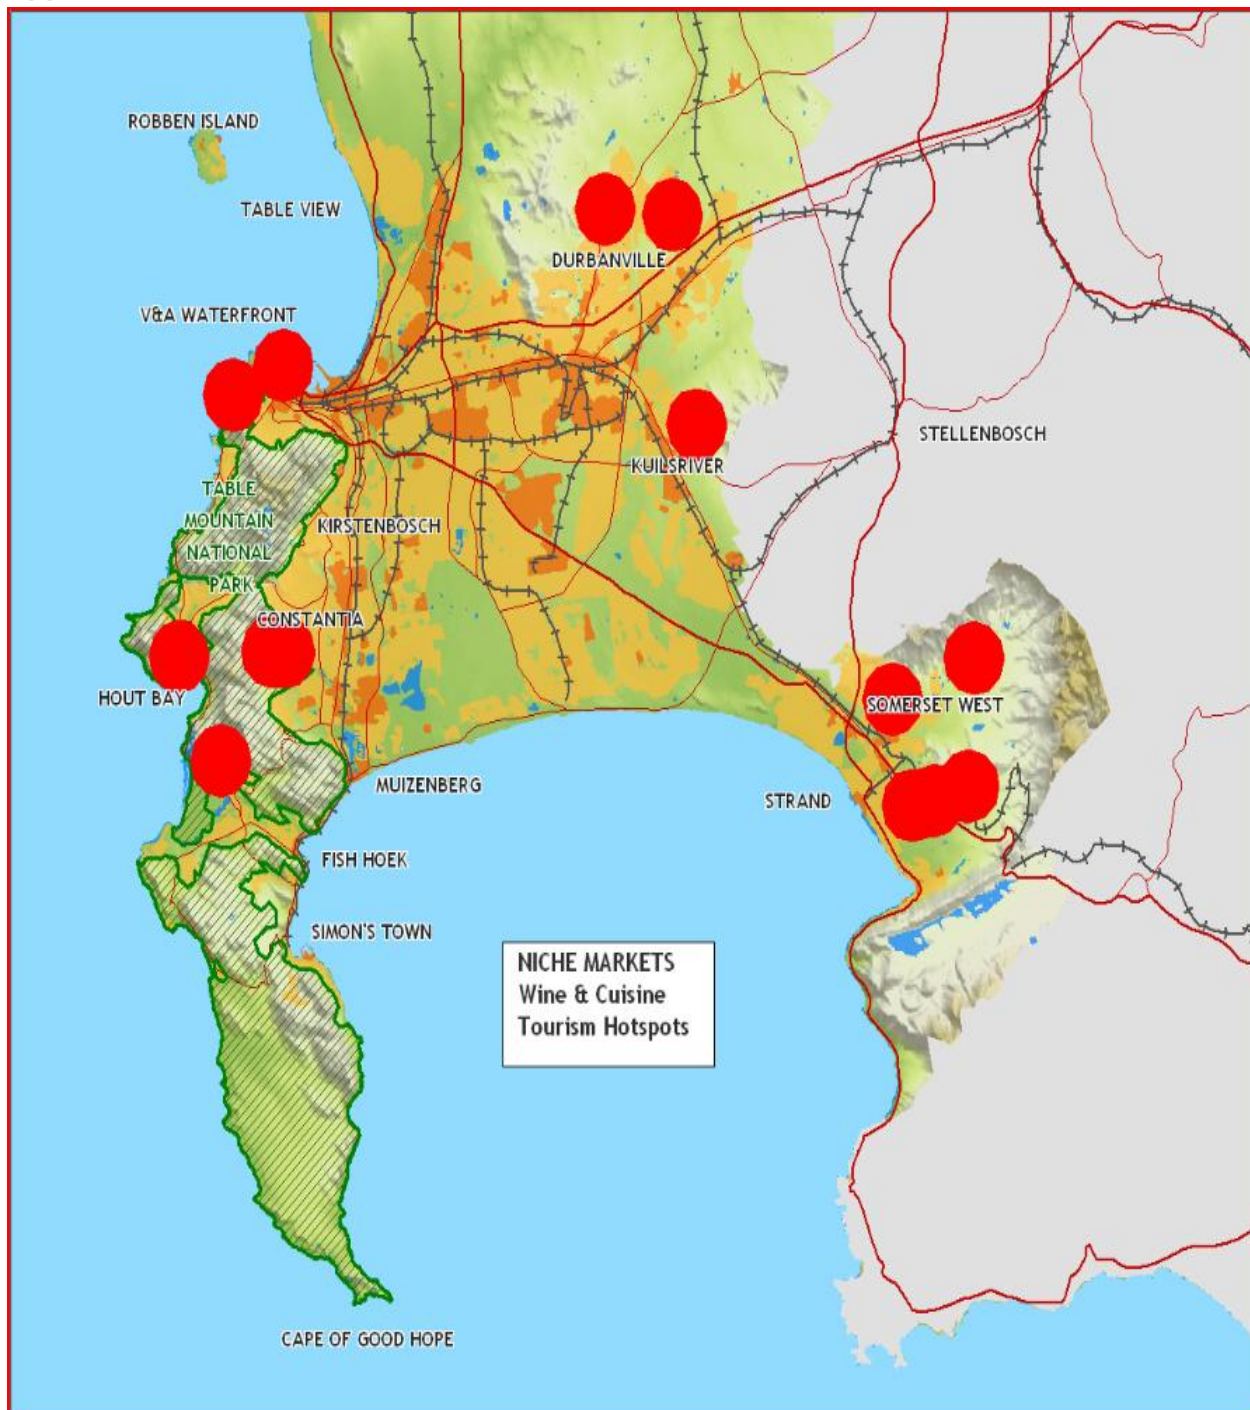 ROBBEN ISLAND
TABLE VIEW
DURBANVILLE
V&A WATERFRONT
STELLENBOSCH
KUILSRIVER
TABLE
MOUNTAIN
NATIONAL
PARK
KIRSTENBOSCH
CONSTANTIA
HOUT BAY
SOMERSET WEST
MUIZENBERG
STRAND
FISH HOEK
SIMON'S TOWN
NICHE MARKETS
Wine & Cuisine
Tourism Hotspots
CAPE OF GOOD HOPE